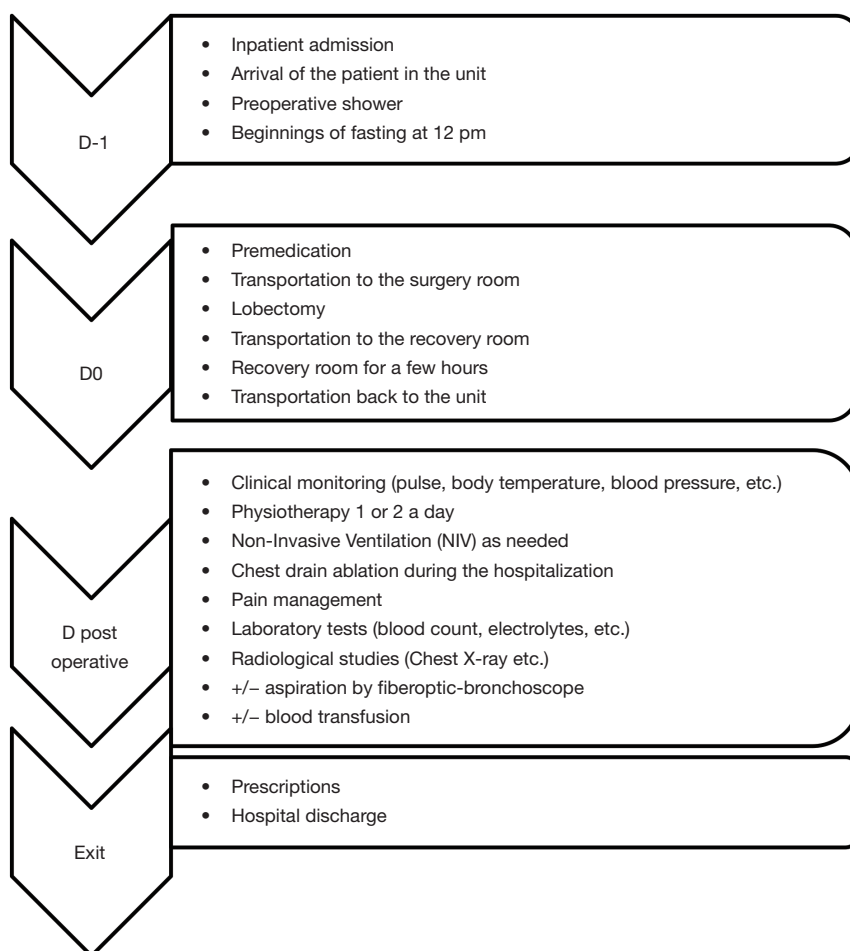 D-1
• Inpatient admission
• Arrival of the patient in the unit
• Preoperative shower
• Beginnings of fasting at 12 pm
D0
• Premedication
• Transportation to the surgery room
• Lobectomy
• Transportation to the recovery room
• Recovery room for a few hours
• Transportation back to the unit
D post
operative
• Clinical monitoring (pulse, body temperature, blood pressure, etc.)
• Physiotherapy 1 or 2 a day
• Non-Invasive Ventilation (NIV) as needed
• Chest drain ablation during the hospitalization
• Pain management
• Laboratory tests (blood count, electrolytes, etc.)
• Radiological studies (Chest X-ray etc.)
• +/− aspiration by fiberoptic-bronchoscope
• +/− blood transfusion
Exit
• Prescriptions
• Hospital discharge